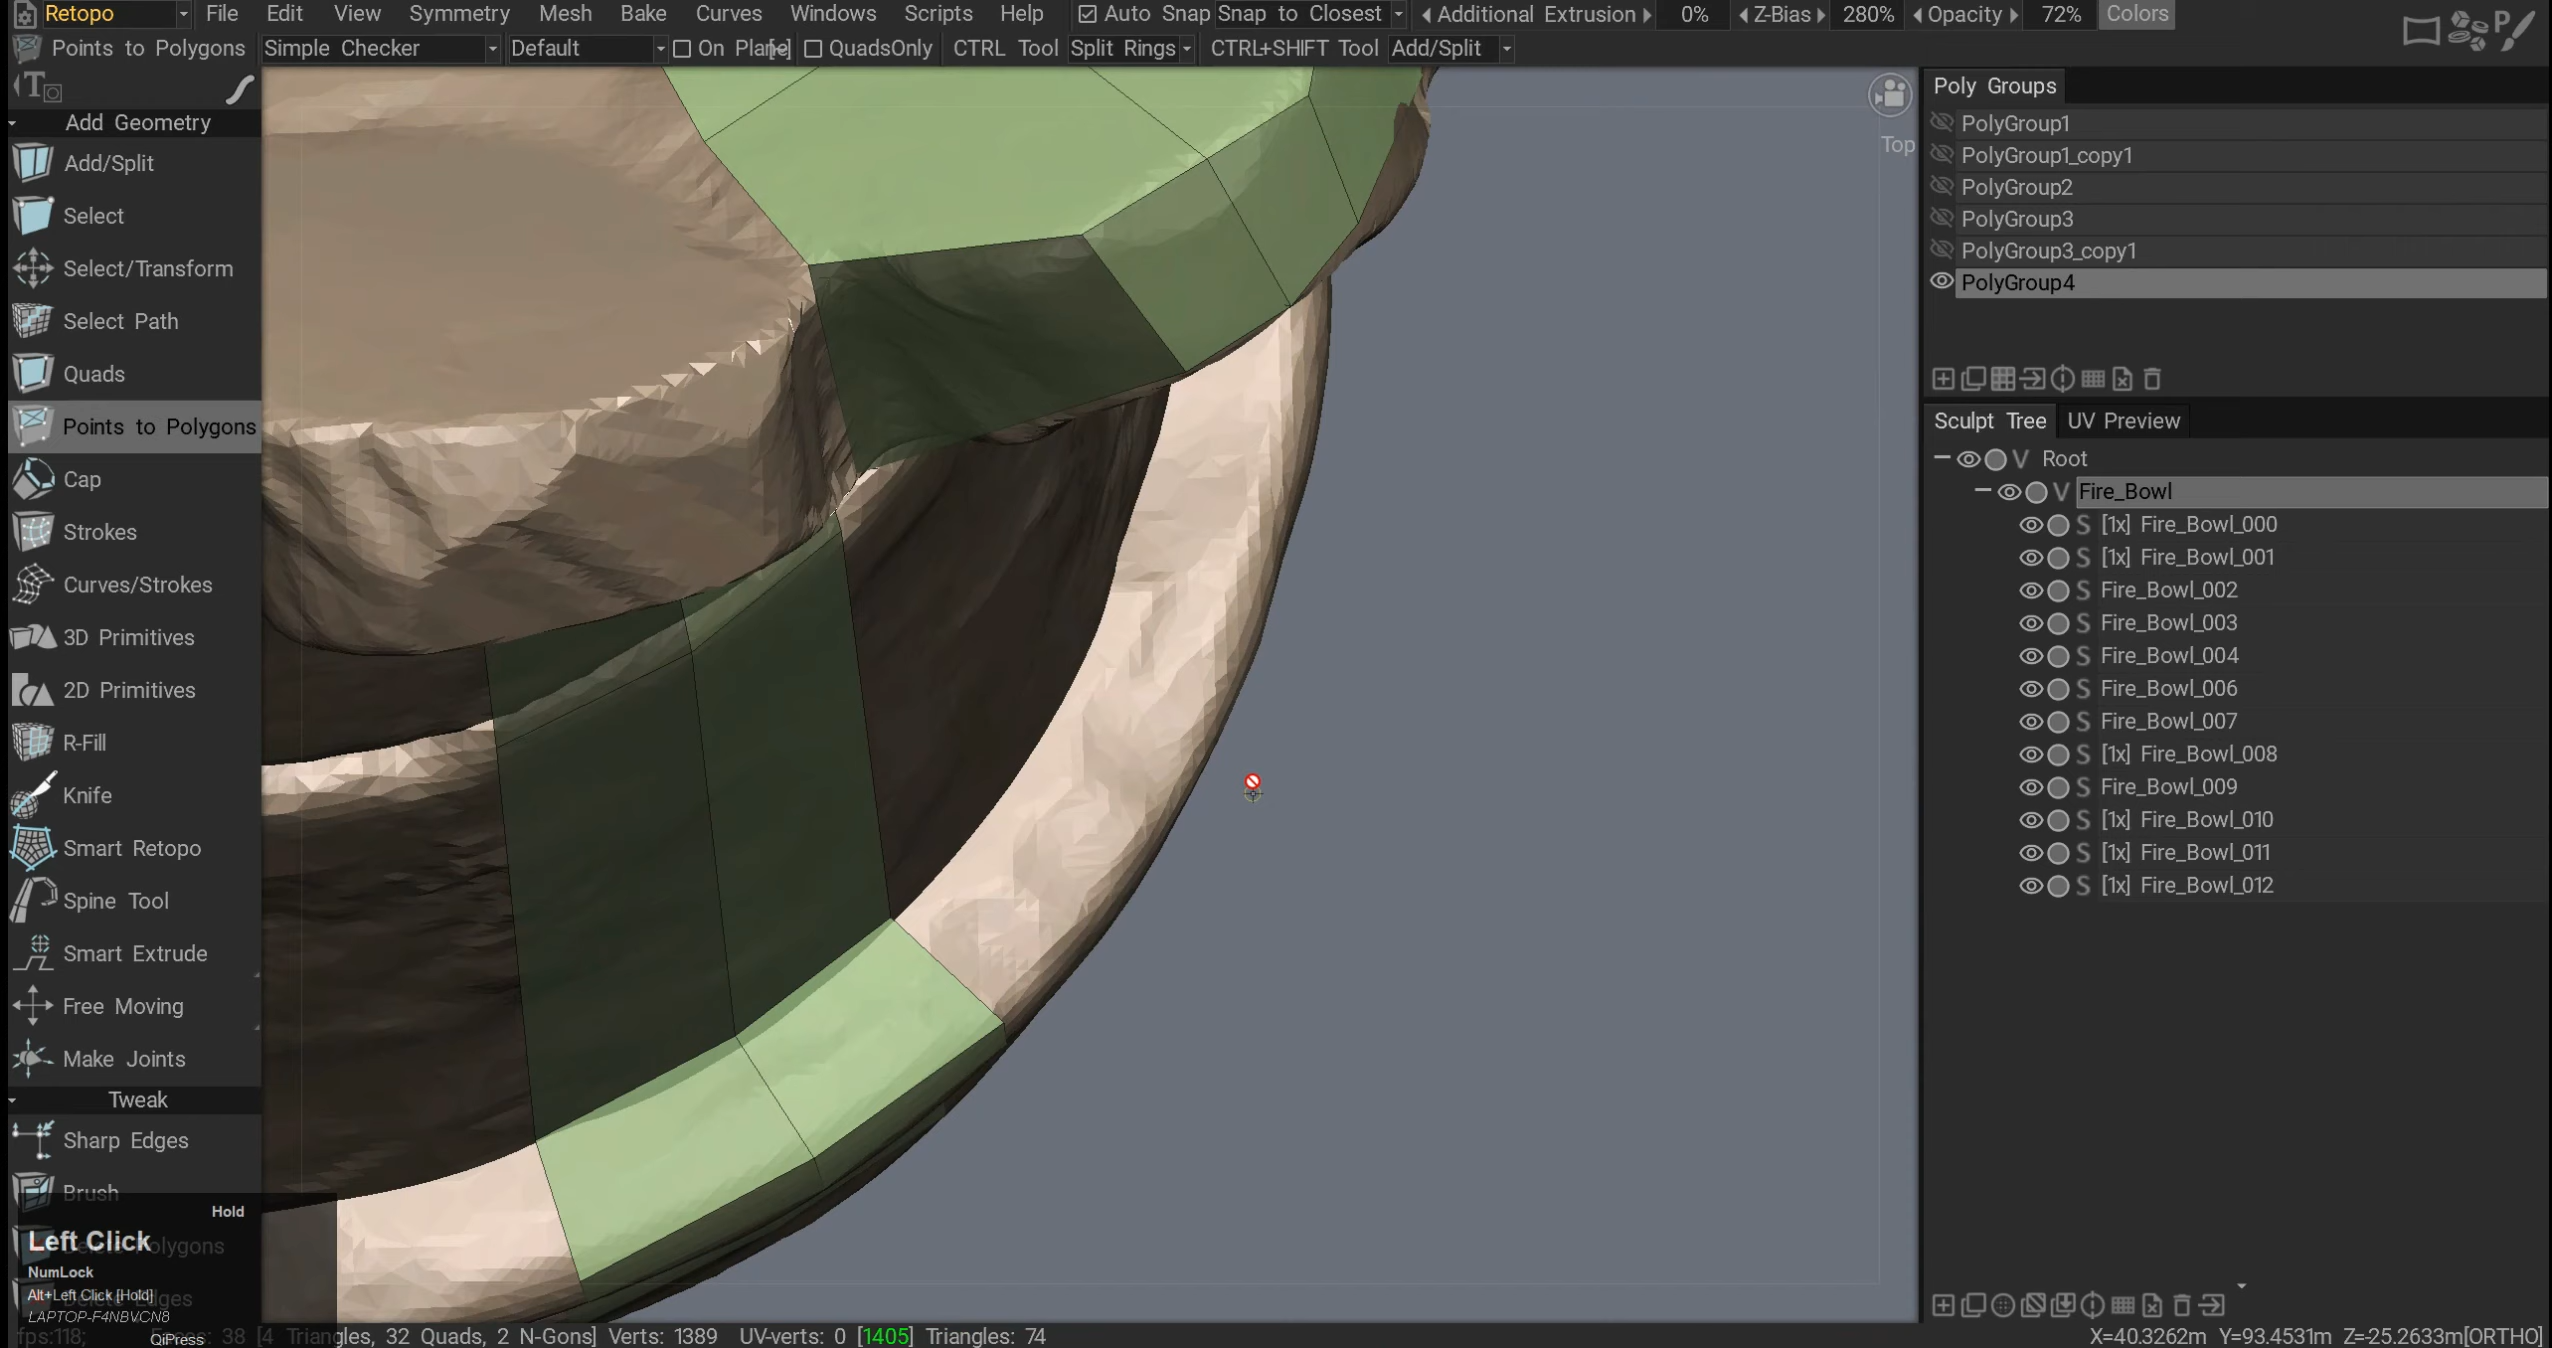 Retopo File Edit View Symmetry Mesh Bake Curves Windows Scripts Help Auto Snap Snap to Closest Additional Extrusion 0% Z-Bias 280% Opacity 72% Colors
Points to Polygons Simple Checker Default On Plane QuadsOnly CTRL Tool Split Rings CTRL+SHIFT Tool Add/Split
Add Geometry
Add/Split
Select
Select/Transform
Select Path
Quads
Points to Polygons
Cap
Strokes
Curves/Strokes
3D Primitives
2D Primitives
R-Fill
Knife
Smart Retopo
Spine Tool
Smart Extrude
Free Moving
Make Joints
Tweak
Sharp Edges
Brush
Hold
Left Click
NumLock
Alt+Left Click [Hold]
LAPTOP-F4NBVCN8
QiPress
fps:118; 38 [4 Triangles, 32 Quads, 2 N-Gons] Verts: 1389 UV-verts: 0 [1405] Triangles: 74
Top
Poly Groups
PolyGroup1
PolyGroup1_copy1
PolyGroup2
PolyGroup3
PolyGroup3_copy1
PolyGroup4
Sculpt Tree UV Preview
V Root
V Fire_Bowl
S [1x] Fire_Bowl_000
S [1x] Fire_Bowl_001
S Fire_Bowl_002
S Fire_Bowl_003
S Fire_Bowl_004
S Fire_Bowl_006
S Fire_Bowl_007
S [1x] Fire_Bowl_008
S Fire_Bowl_009
S [1x] Fire_Bowl_010
S [1x] Fire_Bowl_011
S [1x] Fire_Bowl_012
X=40.3262m Y=93.4531m Z=-25.2633m[ORTHO]